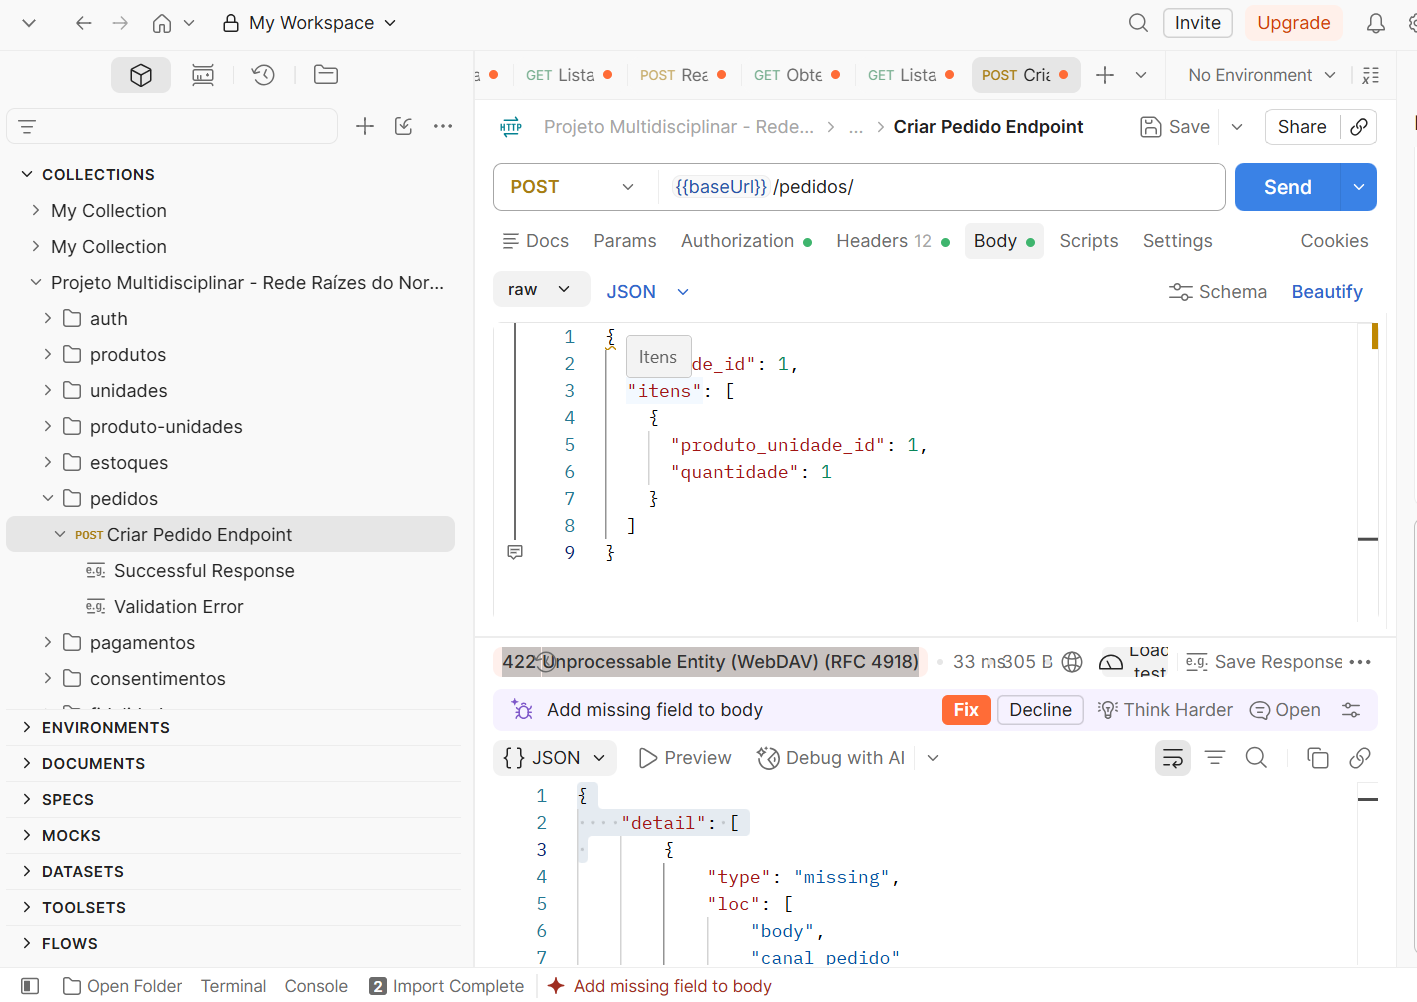 My Workspace
Invite
Upgrade
GET Lista
POST Rea
GET Obte
GET Lista
POST Cria
No Environment
HTTP
Projeto Multidisciplinar - Rede...
...
Criar Pedido Endpoint
Save
Share
COLLECTIONS
My Collection
My Collection
Projeto Multidisciplinar - Rede Raízes do Nor...
auth
produtos
unidades
produto-unidades
estoques
pedidos
POST Criar Pedido Endpoint
e.g. Successful Response
e.g. Validation Error
pagamentos
consentimentos
ENVIRONMENTS
DOCUMENTS
SPECS
MOCKS
DATASETS
TOOLSETS
FLOWS
POST
{{baseUrl}} /pedidos/
Send
Docs
Params
Authorization
Headers 12
Body
Scripts
Settings
Cookies
raw
JSON
Schema
Beautify
1 {
Itens
2 de_id": 1,
3 "itens": [
4 {
5 "produto_unidade_id": 1,
6 "quantidade": 1
7 }
8 ]
9 }
422 Unprocessable Entity (WebDAV) (RFC 4918)
33 ms
305 B
Load test
e.g. Save Response
Add missing field to body
Fix
Decline
Think Harder
Open
{} JSON
Preview
Debug with AI
1 {
2 "detail": [
3 {
4 "type": "missing",
5 "loc": [
6 "body",
7 "canal_pedido"
Open Folder
Terminal
Console
2 Import Complete
Add missing field to body